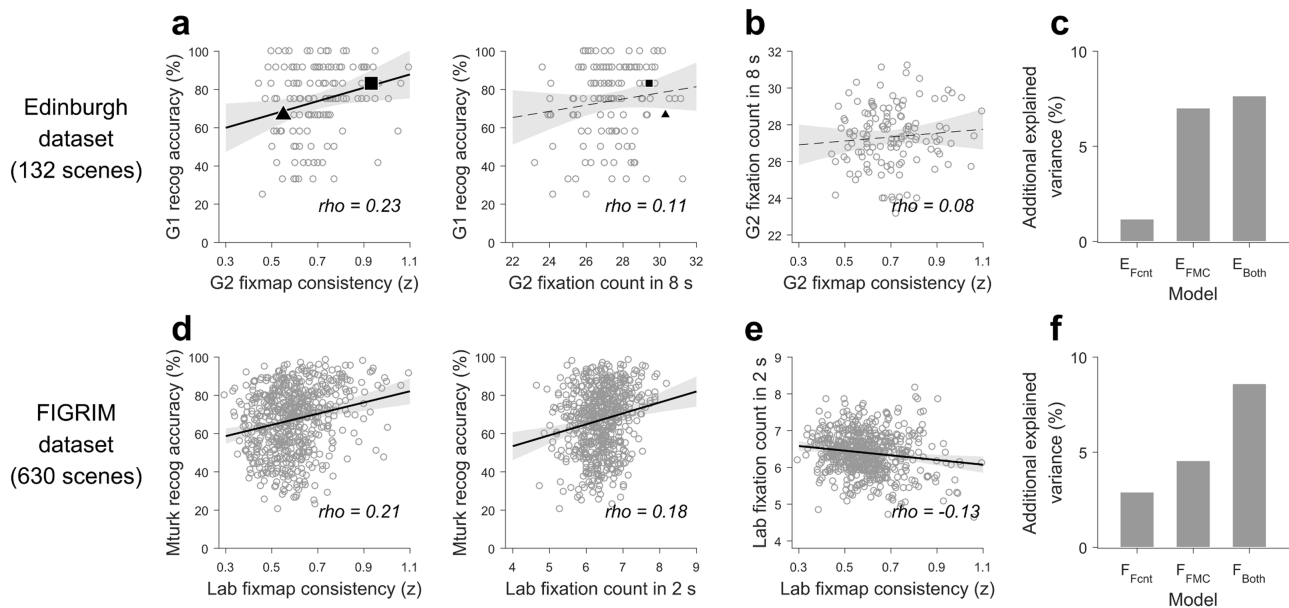 a
b
c
Edinburgh
dataset
(132 scenes)
G1 recog accuracy (%)
100
80
60
40
20
0
rho = 0.23
0.3 0.5 0.7 0.9 1.1
G2 fixmap consistency (z)
G1 recog accuracy (%)
100
80
60
40
20
0
rho = 0.11
22 24 26 28 30 32
G2 fixation count in 8 s
G2 fixation count in 8 s
32
30
28
26
24
22
rho = 0.08
0.3 0.5 0.7 0.9 1.1
G2 fixmap consistency (z)
Additional explained
variance (%)
10
5
0
EFcnt EFMC EBoth
Model
d
e
f
FIGRIM
dataset
(630 scenes)
Mturk recog accuracy (%)
100
80
60
40
20
0
rho = 0.21
0.3 0.5 0.7 0.9 1.1
Lab fixmap consistency (z)
Mturk recog accuracy (%)
100
80
60
40
20
0
rho = 0.18
4 5 6 7 8 9
Lab fixation count in 2 s
Lab fixation count in 2 s
9
8
7
6
5
4
rho = -0.13
0.3 0.5 0.7 0.9 1.1
Lab fixmap consistency (z)
Additional explained
variance (%)
10
5
0
FFcnt FFMC FBoth
Model